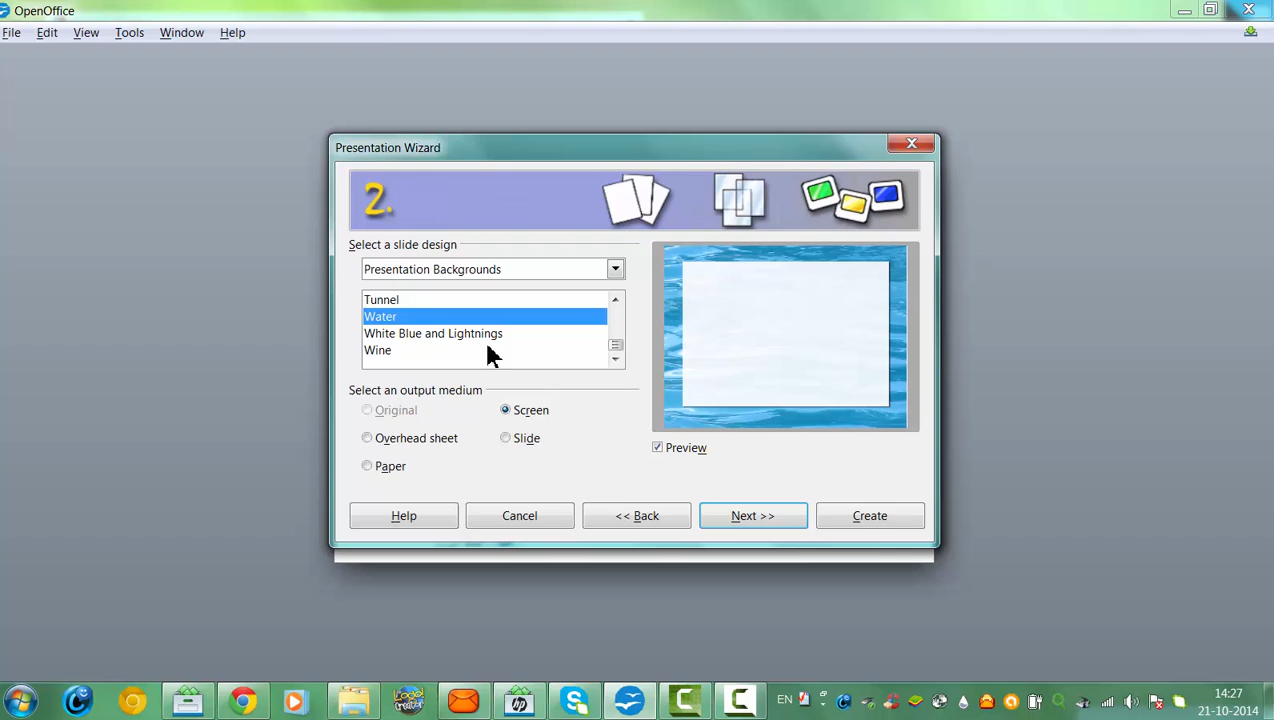 OpenOffice
File Edit View Tools Window Help
Presentation Wizard
2.
Select a slide design
Presentation Backgrounds
Tunnel
Water
White Blue and Lightnings
Wine
Select an output medium
Original Screen
Overhead sheet Slide
Paper
Preview
Help Cancel << Back Next >> Create
EN 14:27
21-10-2014